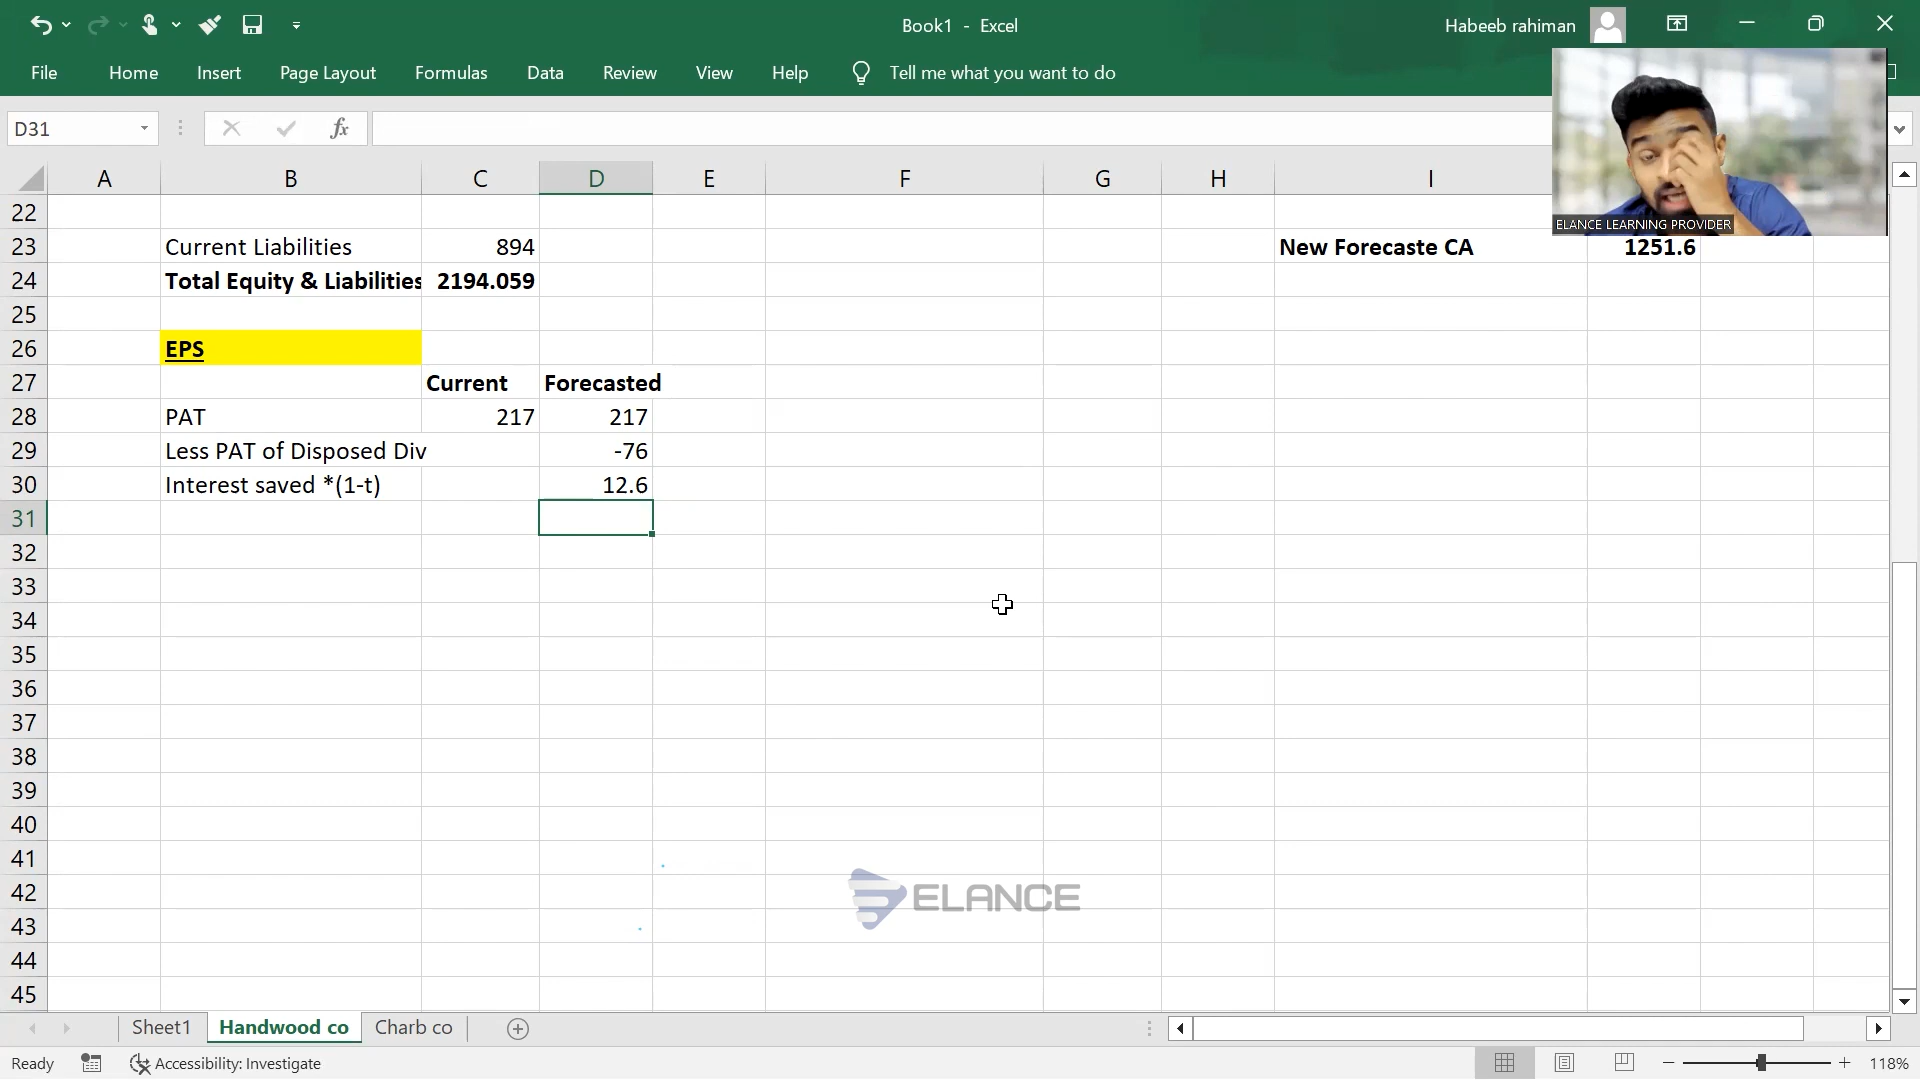 Book1 - Excel
Habeeb rahiman
File Home Insert Page Layout Formulas Data Review View Help Tell me what you want to do
D31
fx
ELANCE LEARNING PROVIDER
A B C D E F G H I
22
23 Current Liabilities 894 New Forecaste CA 1251.6
24 Total Equity & Liabilities 2194.059
25
26 EPS
27 Current Forecasted
28 PAT 217 217
29 Less PAT of Disposed Div -76
30 Interest saved *(1-t) 12.6
31
32
33
34
35
36
37
38
39
40
41
42 ELANCE
43
44
45
Sheet1 Handwood co Charb co
Ready Accessibility: Investigate 118%